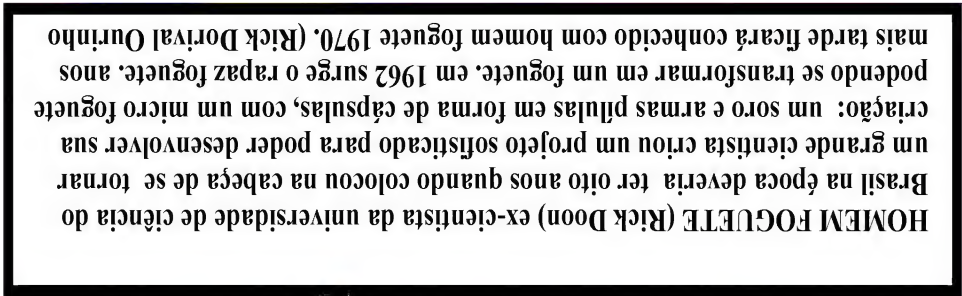 HOMEM FOGUETE (Rick Doon) ex-cientista da universidade de ciência do
Brasil na época deveria ter oito anos quando colocou na cabeça de se tornar
um grande cientista criou um projeto sofisticado para poder desenvolver sua
criação: um soro e armas pílulas em forma de cápsulas, com um micro foguete
podendo se transformar em um foguete. em 1962 surge o rapaz foguete. anos
mais tarde ficará conhecido com homem foguete 1970. (Rick Dorival Ourinho